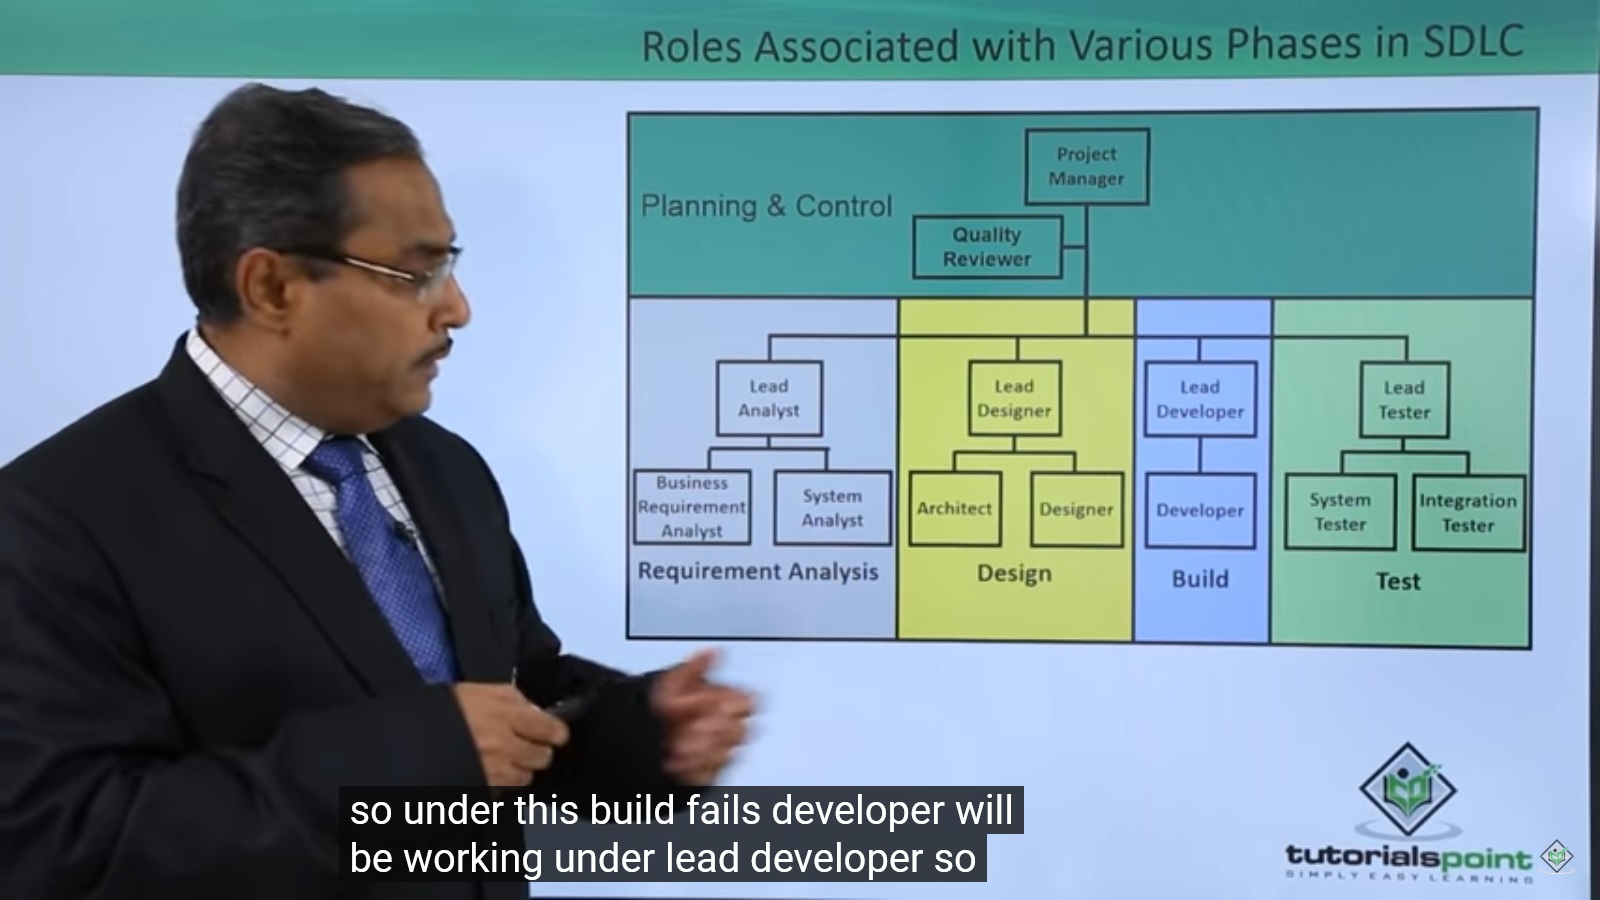 Roles Associated with Various Phases in SDLC
Project
Manager
Planning & Control
Quality
Reviewer
Lead
Analyst
Lead
Designer
Lead
Developer
Lead
Tester
Business
Requirement
Analyst
System
Analyst
Architect
Designer
Developer
System
Tester
Integration
Tester
Requirement Analysis
Design
Build
Test
so under this build fails developer will
be working under lead developer so
tutorialspoint
SIMPLY EASY LEARNING